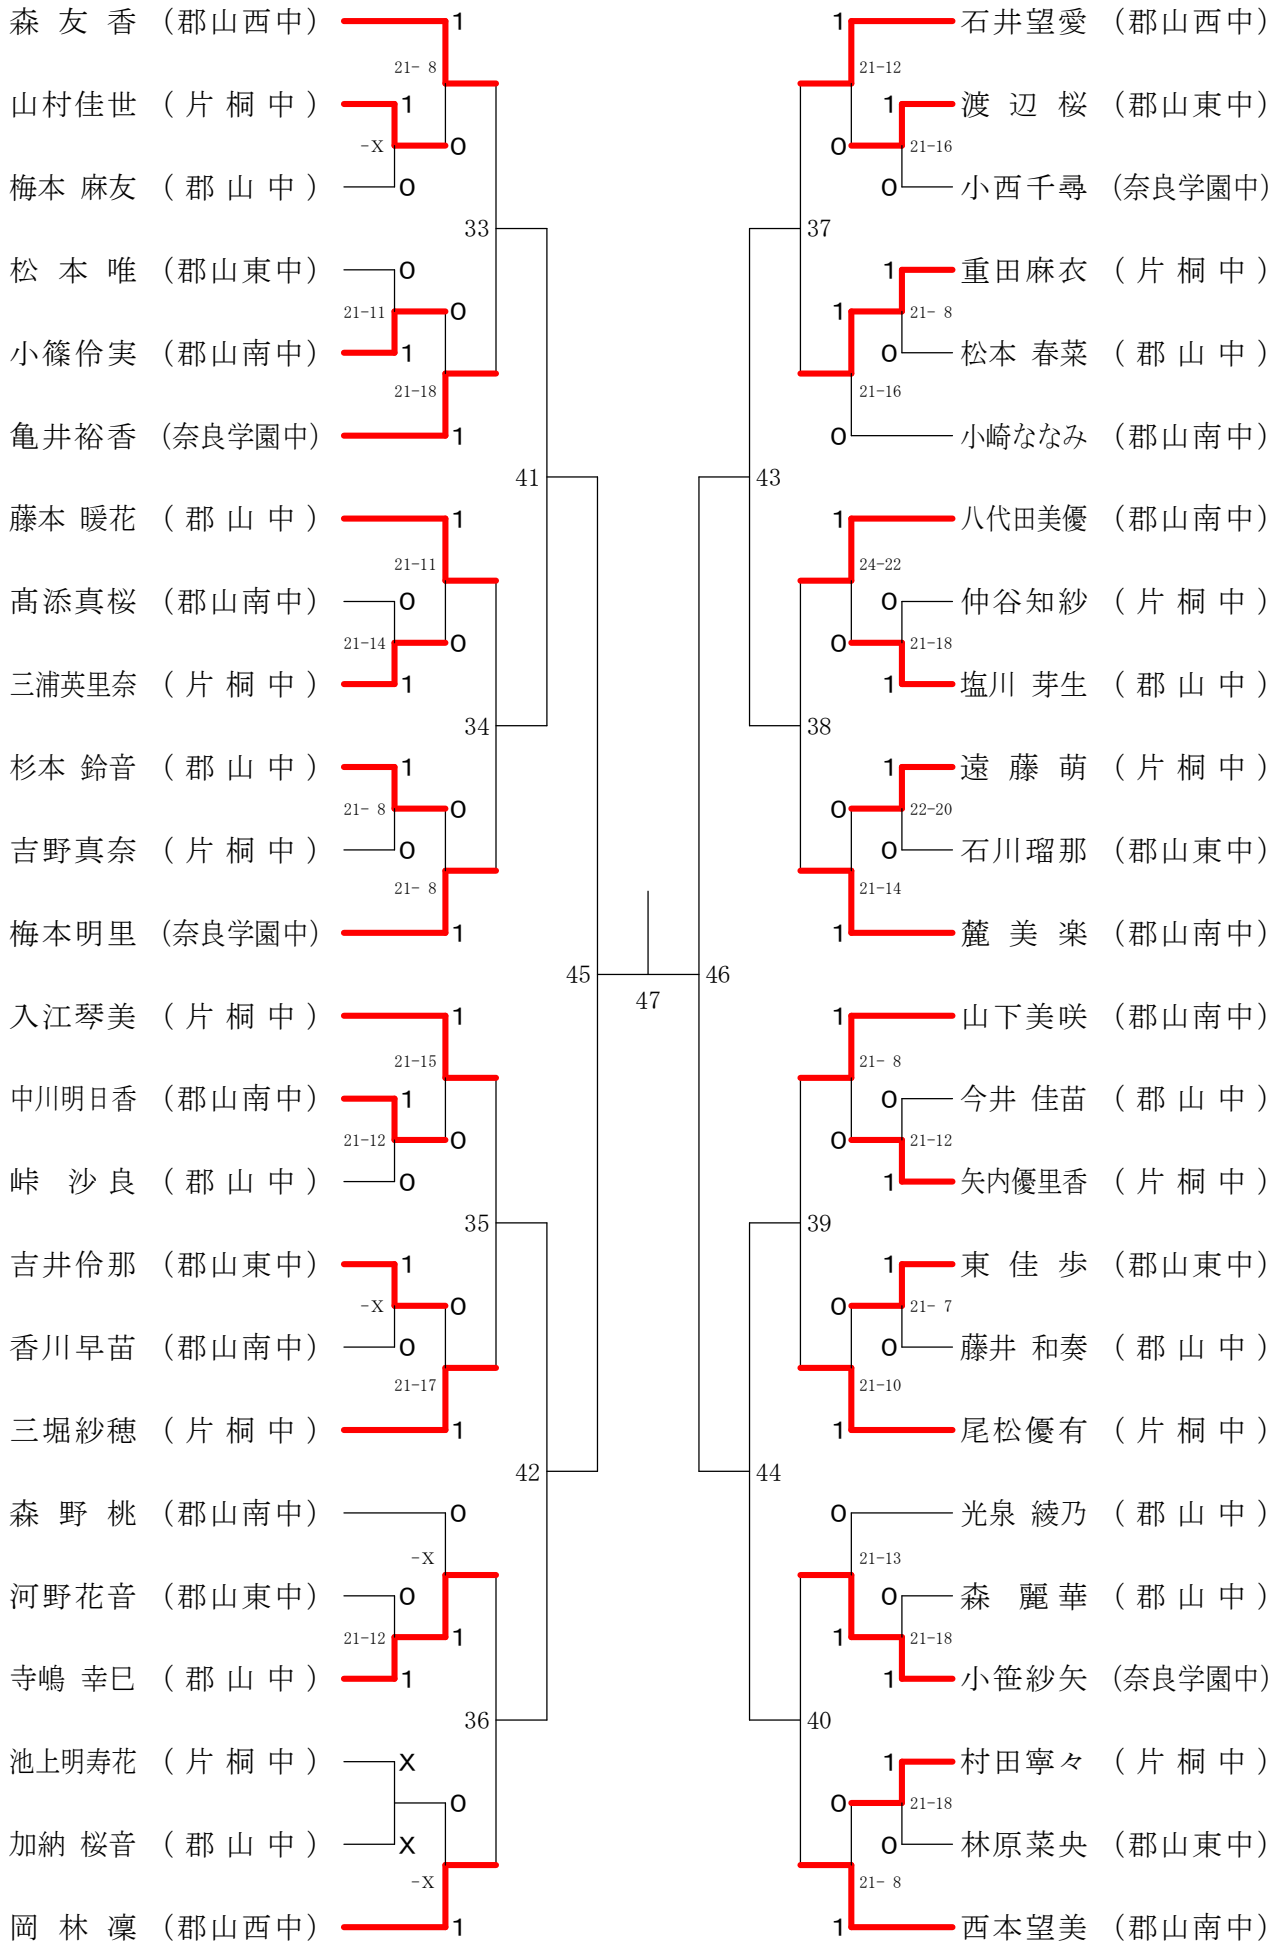 森 友 香 (郡山西中) 1 1 石井望愛 (郡山西中)
21- 8 21-12
山村佳世 (片 桐 中) 1 1 渡 辺 桜 (郡山東中)
-X 0 0 21-16
梅本 麻友 (郡 山 中) 0 0 小西千尋 (奈良学園中)
33 37
松 本 唯 (郡山東中) 0 1 重田麻衣 (片 桐 中)
21-11 0 1 21- 8
小篠伶実 (郡山南中) 1 0 松本 春菜 (郡 山 中)
21-18 21-16
亀井裕香 (奈良学園中) 1 0 小崎ななみ (郡山南中)
41 43
藤本 暖花 (郡 山 中) 1 1 八代田美優 (郡山南中)
21-11 24-22
髙添真桜 (郡山南中) 0 0 仲谷知紗 (片 桐 中)
21-14 0 0 21-18
三浦英里奈 (片 桐 中) 1 1 塩川 芽生 (郡 山 中)
34 38
杉本 鈴音 (郡 山 中) 1 1 遠 藤 萌 (片 桐 中)
21- 8 0 0 22-20
吉野真奈 (片 桐 中) 0 0 石川瑠那 (郡山東中)
21- 8 21-14
梅本明里 (奈良学園中) 1 1 麓 美 楽 (郡山南中)
45 46
47
入江琴美 (片 桐 中) 1 1 山下美咲 (郡山南中)
21-15 21- 8
中川明日香 (郡山南中) 1 0 今井 佳苗 (郡 山 中)
21-12 0 0 21-12
峠 沙良 (郡 山 中) 0 1 矢内優里香 (片 桐 中)
35 39
吉井伶那 (郡山東中) 1 1 東 佳 歩 (郡山東中)
-X 0 0 21- 7
香川早苗 (郡山南中) 0 0 藤井 和奏 (郡 山 中)
21-17 21-10
三堀紗穂 (片 桐 中) 1 1 尾松優有 (片 桐 中)
42 44
森 野 桃 (郡山南中) 0 0 光泉 綾乃 (郡 山 中)
-X 21-13
河野花音 (郡山東中) 0 0 森 麗華 (郡 山 中)
21-12 1 1 21-18
寺嶋 幸巳 (郡 山 中) 1 1 小笹紗矢 (奈良学園中)
36 40
池上明寿花 (片 桐 中) X 1 村田寧々 (片 桐 中)
0 0 21-18
加納 桜音 (郡 山 中) X 0 林原菜央 (郡山東中)
-X 21- 8
岡 林 凜 (郡山西中) 1 1 西本望美 (郡山南中)